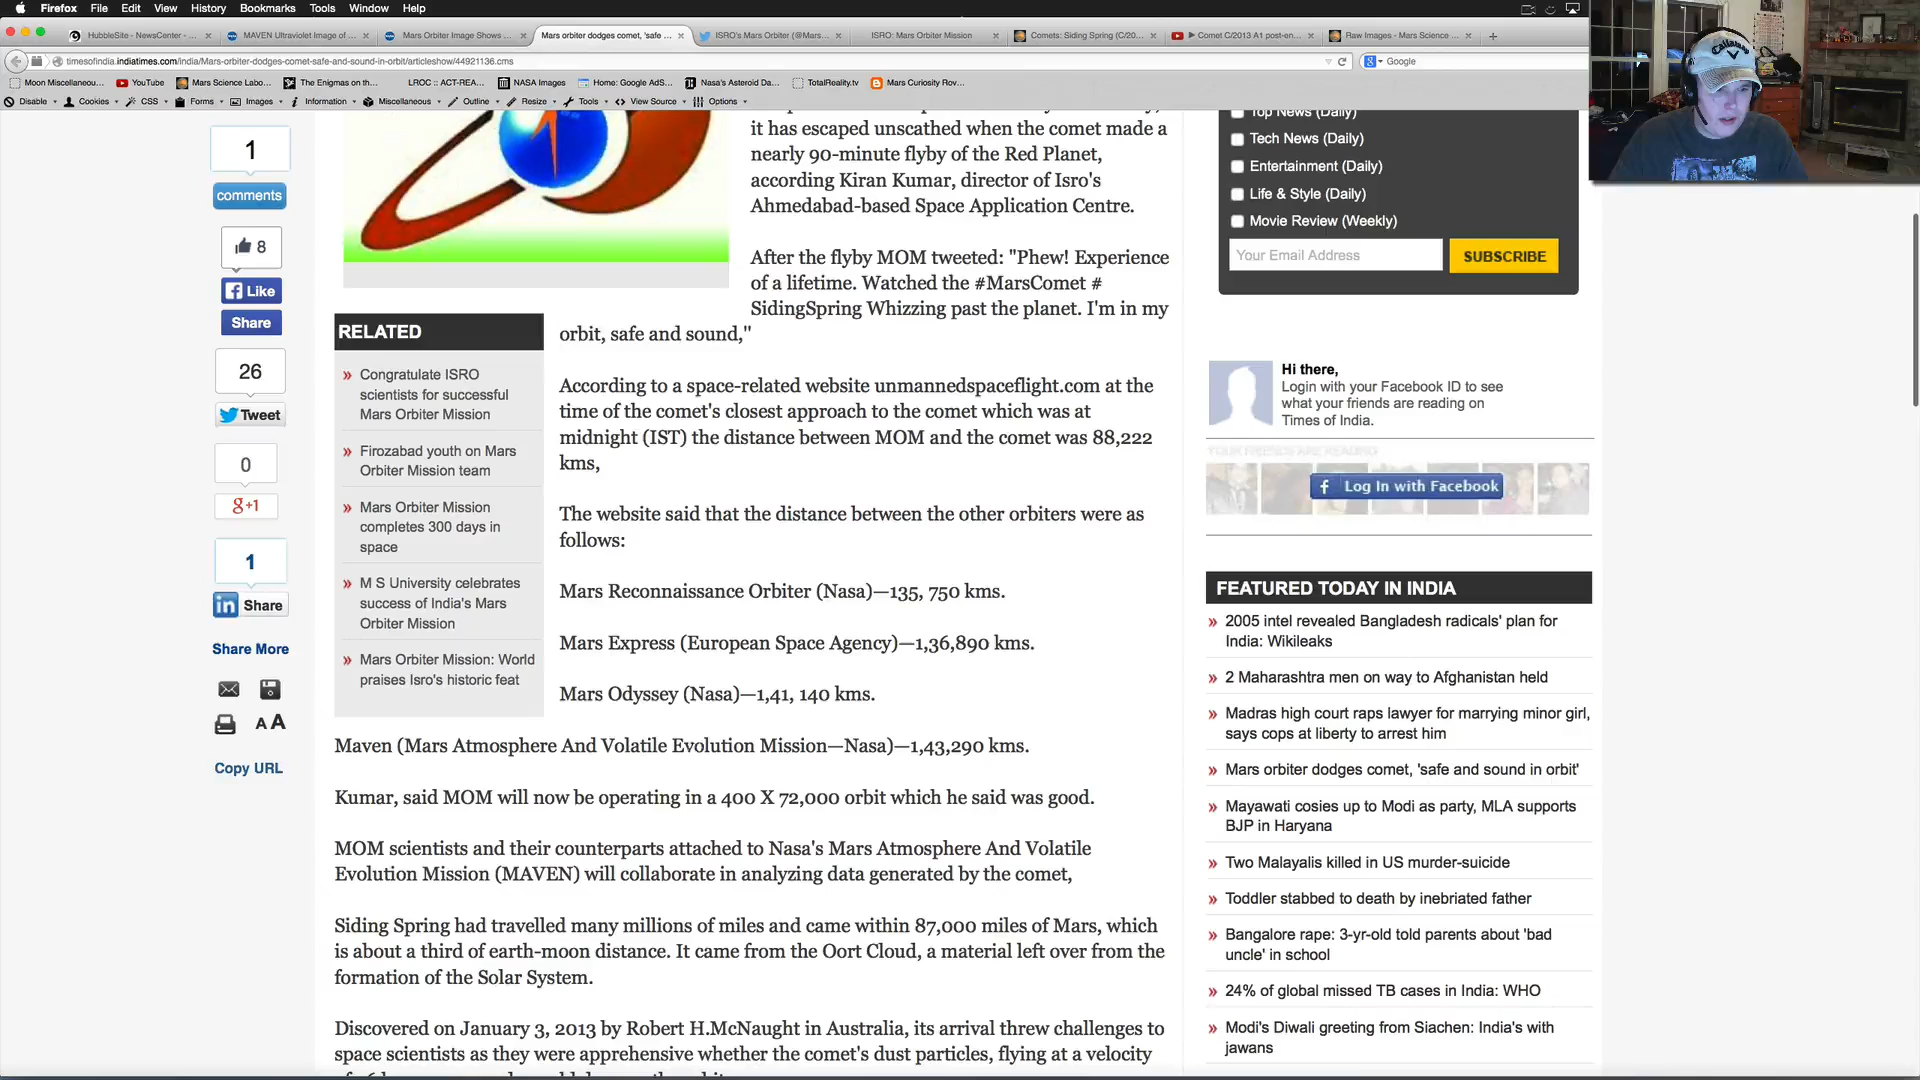 Firefox File Edit View History Bookmarks Tools Window Help
HubbleSite - NewsCenter - ...
MAVEN Ultraviolet Image of ...
Mars Orbiter Image Shows ...
Mars orbiter dodges comet, 'safe ...
ISRO's Mars Orbiter (@Mars...
ISRO: Mars Orbiter Mission
Comets: Siding Spring (C/20...
Comet C/2013 A1 post-en...
Raw Images - Mars Science ...
timesofindia.indiatimes.com/india/Mars-orbiter-dodges-comet-safe-and-sound-in-orbit/articleshow/44921136.cms
Google
Moon Miscellaneou... YouTube Mars Science Labo... The Enigmas on th... LROC :: ACT-REA... NASA Images Home: Google AdS... Nasa's Asteroid Da... TotalReality.tv Mars Curiosity Rov...
Disable Cookies CSS Forms Images Information Miscellaneous Outline Resize Tools View Source Options
1
comments
8
Like
Share
26
Tweet
0
g+1
1
in Share
Share More
A A
Copy URL
RELATED
» Congratulate ISRO
scientists for successful
Mars Orbiter Mission
» Firozabad youth on Mars
Orbiter Mission team
» Mars Orbiter Mission
completes 300 days in
space
» M S University celebrates
success of India's Mars
Orbiter Mission
» Mars Orbiter Mission: World
praises Isro's historic feat
it has escaped unscathed when the comet made a
nearly 90-minute flyby of the Red Planet,
according Kiran Kumar, director of Isro's
Ahmedabad-based Space Application Centre.
After the flyby MOM tweeted: "Phew! Experience
of a lifetime. Watched the #MarsComet #
SidingSpring Whizzing past the planet. I'm in my
orbit, safe and sound,"
According to a space-related website unmannedspaceflight.com at the
time of the comet's closest approach to the comet which was at
midnight (IST) the distance between MOM and the comet was 88,222
kms,
The website said that the distance between the other orbiters were as
follows:
Mars Reconnaissance Orbiter (Nasa)—135, 750 kms.
Mars Express (European Space Agency)—1,36,890 kms.
Mars Odyssey (Nasa)—1,41, 140 kms.
Maven (Mars Atmosphere And Volatile Evolution Mission—Nasa)—1,43,290 kms.
Kumar, said MOM will now be operating in a 400 X 72,000 orbit which he said was good.
MOM scientists and their counterparts attached to Nasa's Mars Atmosphere And Volatile
Evolution Mission (MAVEN) will collaborate in analyzing data generated by the comet,
Siding Spring had travelled many millions of miles and came within 87,000 miles of Mars, which
is about a third of earth-moon distance. It came from the Oort Cloud, a material left over from the
formation of the Solar System.
Discovered on January 3, 2013 by Robert H.McNaught in Australia, its arrival threw challenges to
space scientists as they were apprehensive whether the comet's dust particles, flying at a velocity
Top News (Daily)
Tech News (Daily)
Entertainment (Daily)
Life & Style (Daily)
Movie Review (Weekly)
Your Email Address
SUBSCRIBE
Hi there,
Login with your Facebook ID to see
what your friends are reading on
Times of India.
YOUR FRIENDS ARE READING
f Log In with Facebook
FEATURED TODAY IN INDIA
» 2005 intel revealed Bangladesh radicals' plan for
India: Wikileaks
» 2 Maharashtra men on way to Afghanistan held
» Madras high court raps lawyer for marrying minor girl,
says cops at liberty to arrest him
» Mars orbiter dodges comet, 'safe and sound in orbit'
» Mayawati cosies up to Modi as party, MLA supports
BJP in Haryana
» Two Malayalis killed in US murder-suicide
» Toddler stabbed to death by inebriated father
» Bangalore rape: 3-yr-old told parents about 'bad
uncle' in school
» 24% of global missed TB cases in India: WHO
» Modi's Diwali greeting from Siachen: India's with
jawans
Callaway